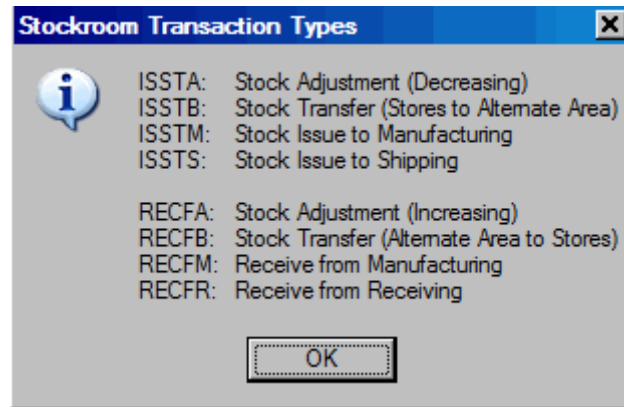 Stockroom Transaction Types
ISSTA: Stock Adjustment (Decreasing)
ISSTB: Stock Transfer (Stores to Alternate Area)
ISSTM: Stock Issue to Manufacturing
ISSTS: Stock Issue to Shipping
RECFA: Stock Adjustment (Increasing)
RECFB: Stock Transfer (Alternate Area to Stores)
RECFM: Receive from Manufacturing
RECFR: Receive from Receiving
OK